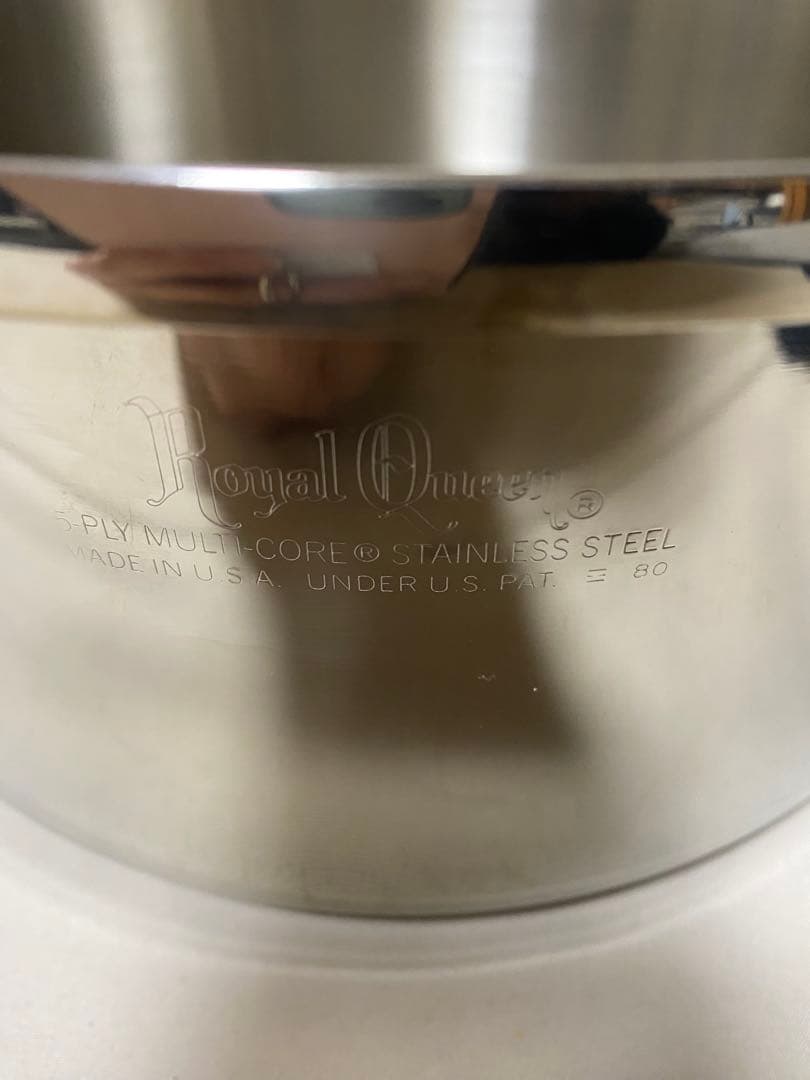 Royal Queen®
5-PLY MULTI-CORE® STAINLESS STEEL
MADE IN U.S.A. UNDER U.S. PAT. Ξ 80